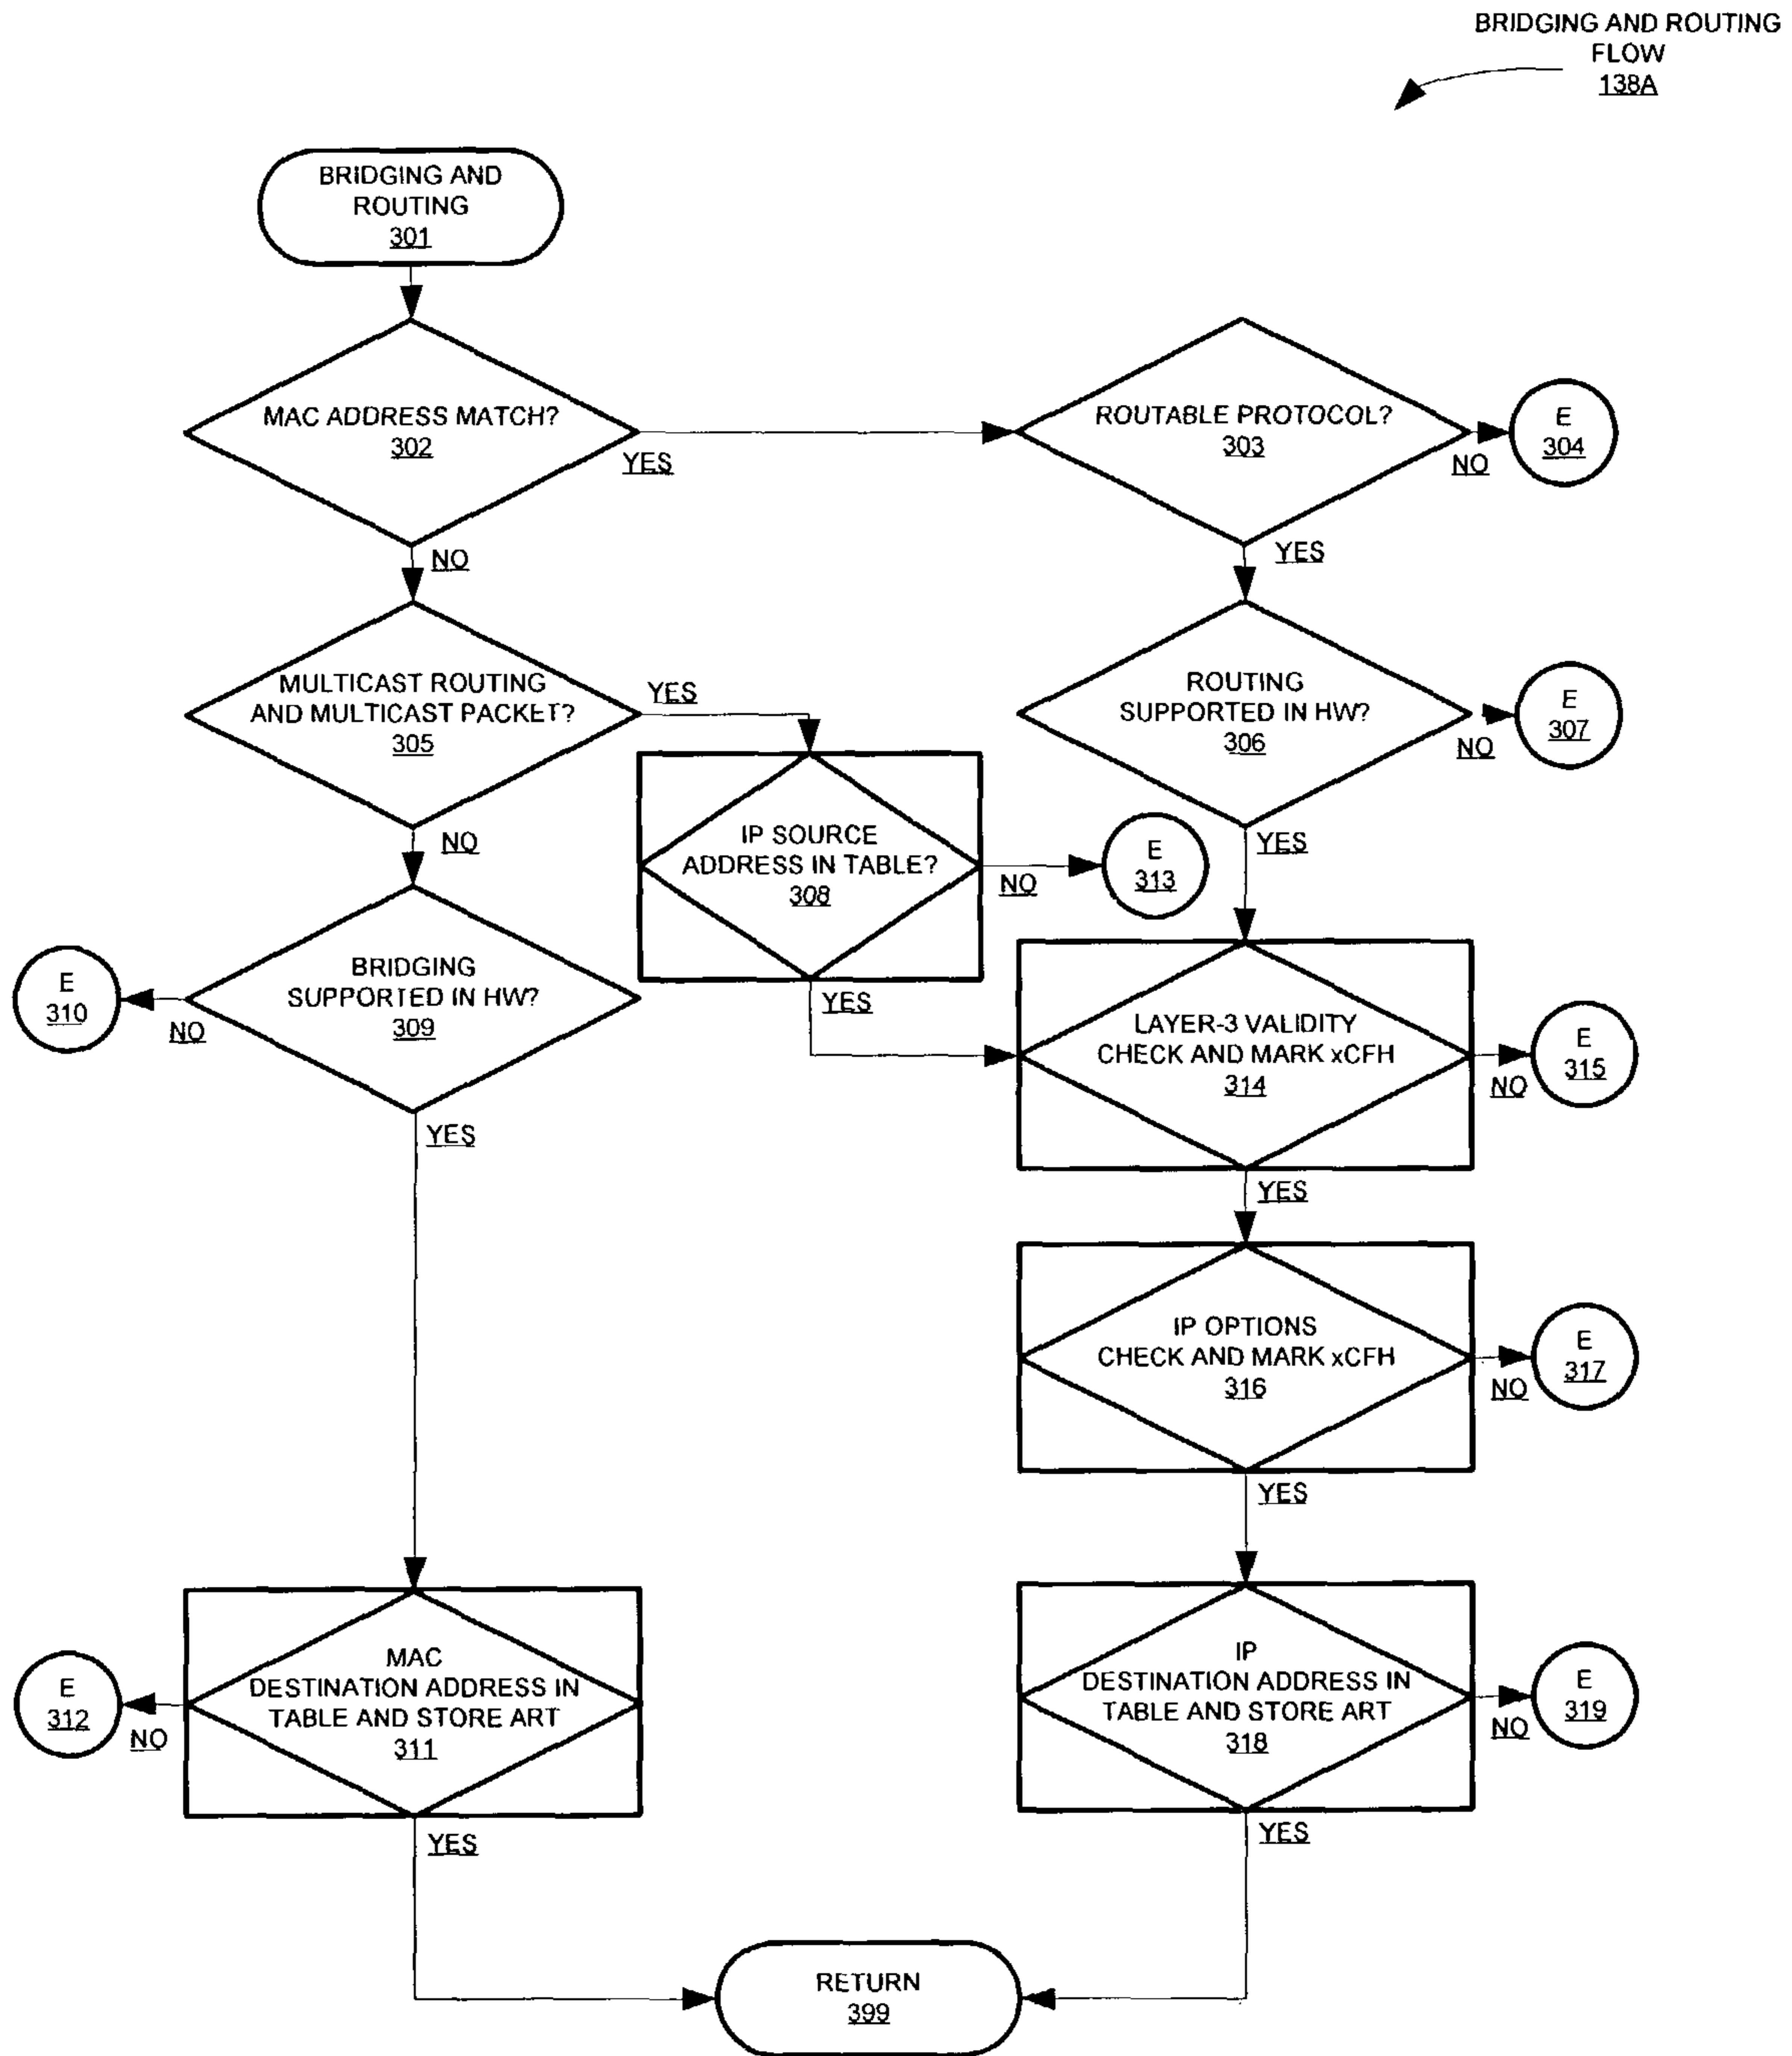 BRIDGING AND ROUTING
FLOW
138A
BRIDGING AND
ROUTING
301
MAC ADDRESS MATCH?
302
YES
NO
ROUTABLE PROTOCOL?
303
NO
YES
E
304
MULTICAST ROUTING
AND MULTICAST PACKET?
305
YES
NO
ROUTING
SUPPORTED IN HW?
306
NO
YES
E
307
IP SOURCE
ADDRESS IN TABLE?
308
NO
YES
E
313
BRIDGING
SUPPORTED IN HW?
309
NO
YES
E
310
LAYER-3 VALIDITY
CHECK AND MARK xCFH
314
NO
YES
E
315
IP OPTIONS
CHECK AND MARK xCFH
316
NO
YES
E
317
MAC
DESTINATION ADDRESS IN
TABLE AND STORE ART
311
NO
YES
E
312
IP
DESTINATION ADDRESS IN
TABLE AND STORE ART
318
NO
YES
E
319
RETURN
399